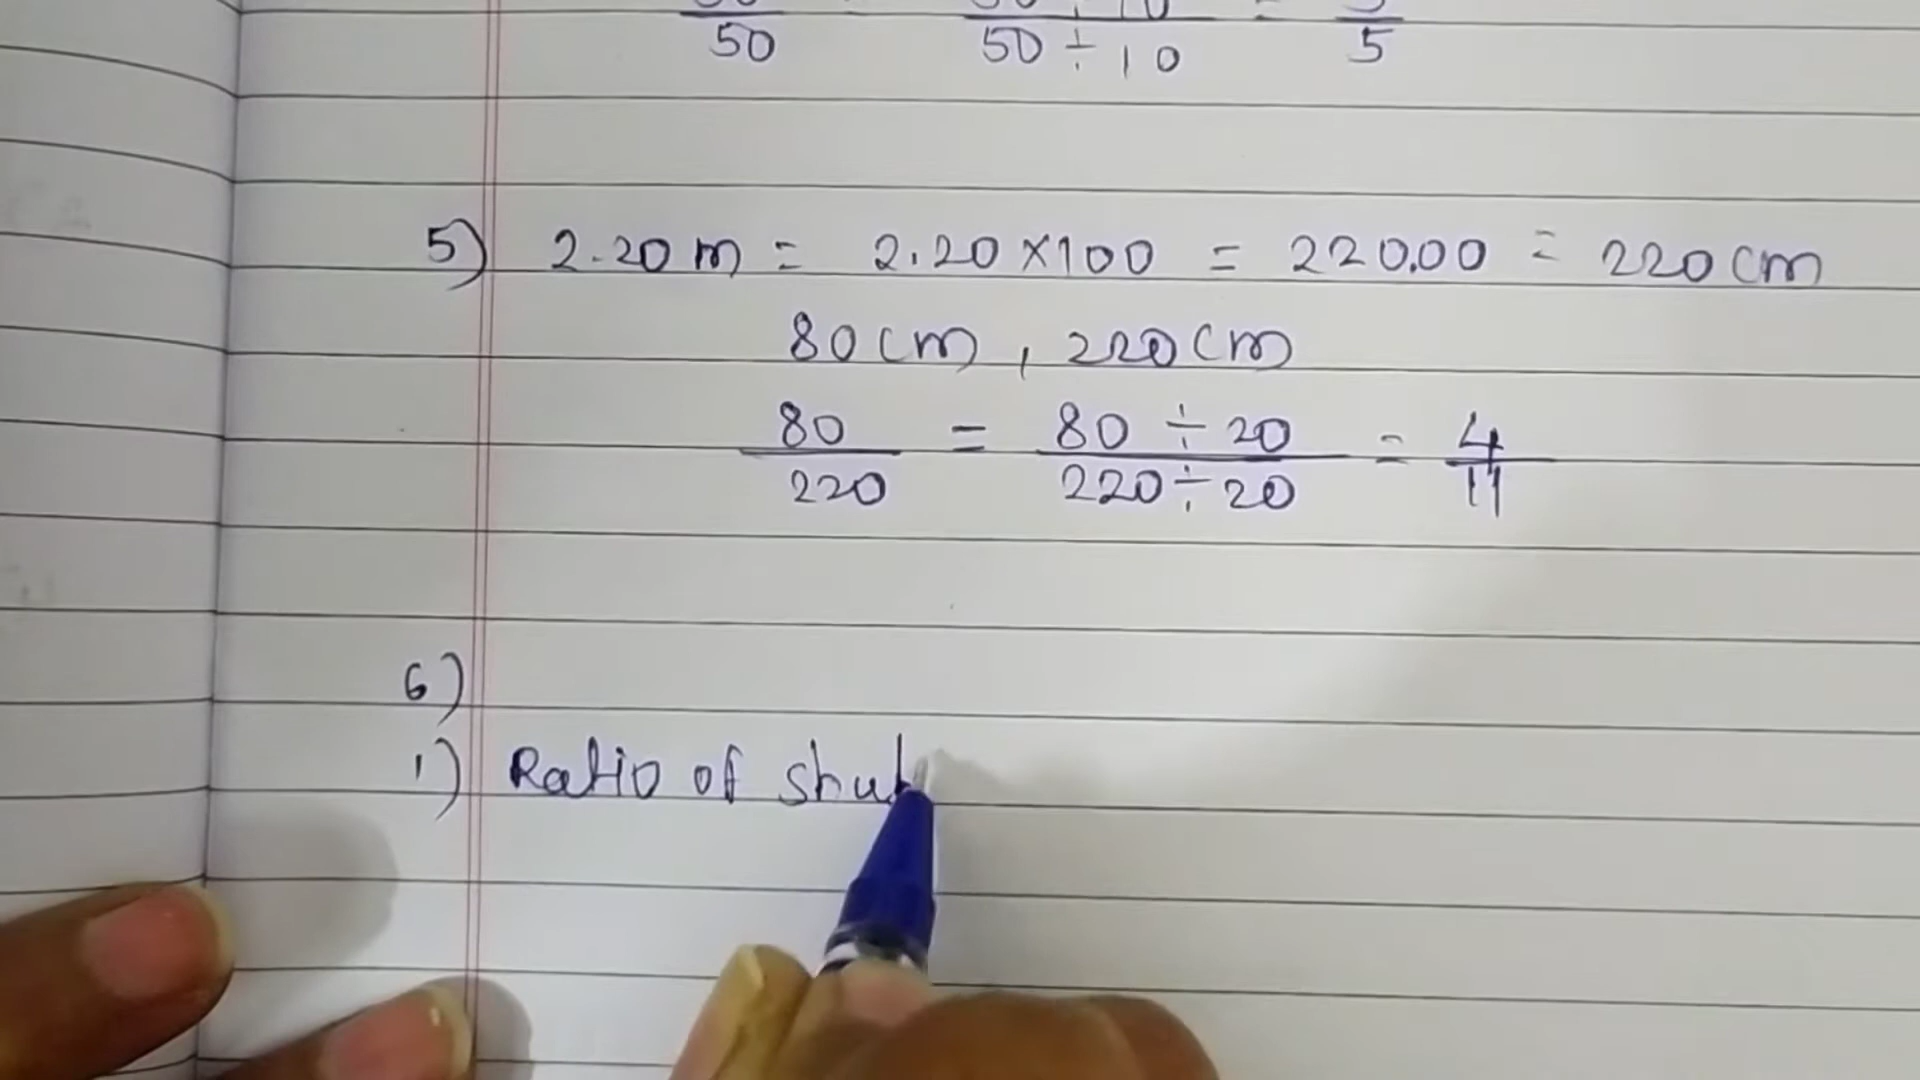 50 50 ÷ 10 5
5) 2.20 m = 2.20 × 100 = 220.00 = 220 cm
80 cm , 220 cm
80 = 80 ÷ 20 = 4
220 220 ÷ 20 11
6)
1) Ratio of